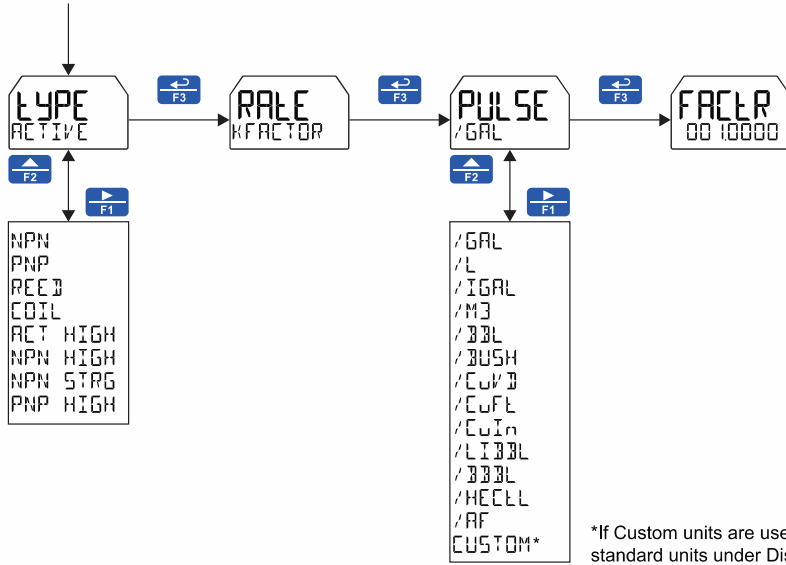 TYPE
ACTIVE
F3
RATE
KFACTOR
F3
PULSE
/GAL
F3
FACTR
001.0000
F2
F1
F2
F1
NPN
PNP
REED
COIL
ACT HIGH
NPN HIGH
NPN STRG
PNP HIGH
/GAL
/L
/IGAL
/M3
/BBL
/BUSH
/CuYD
/CuFt
/CuIn
/LIBBL
/BBBL
/HECtL
/AF
CUSTOM*
*If Custom units are use
standard units under Dis